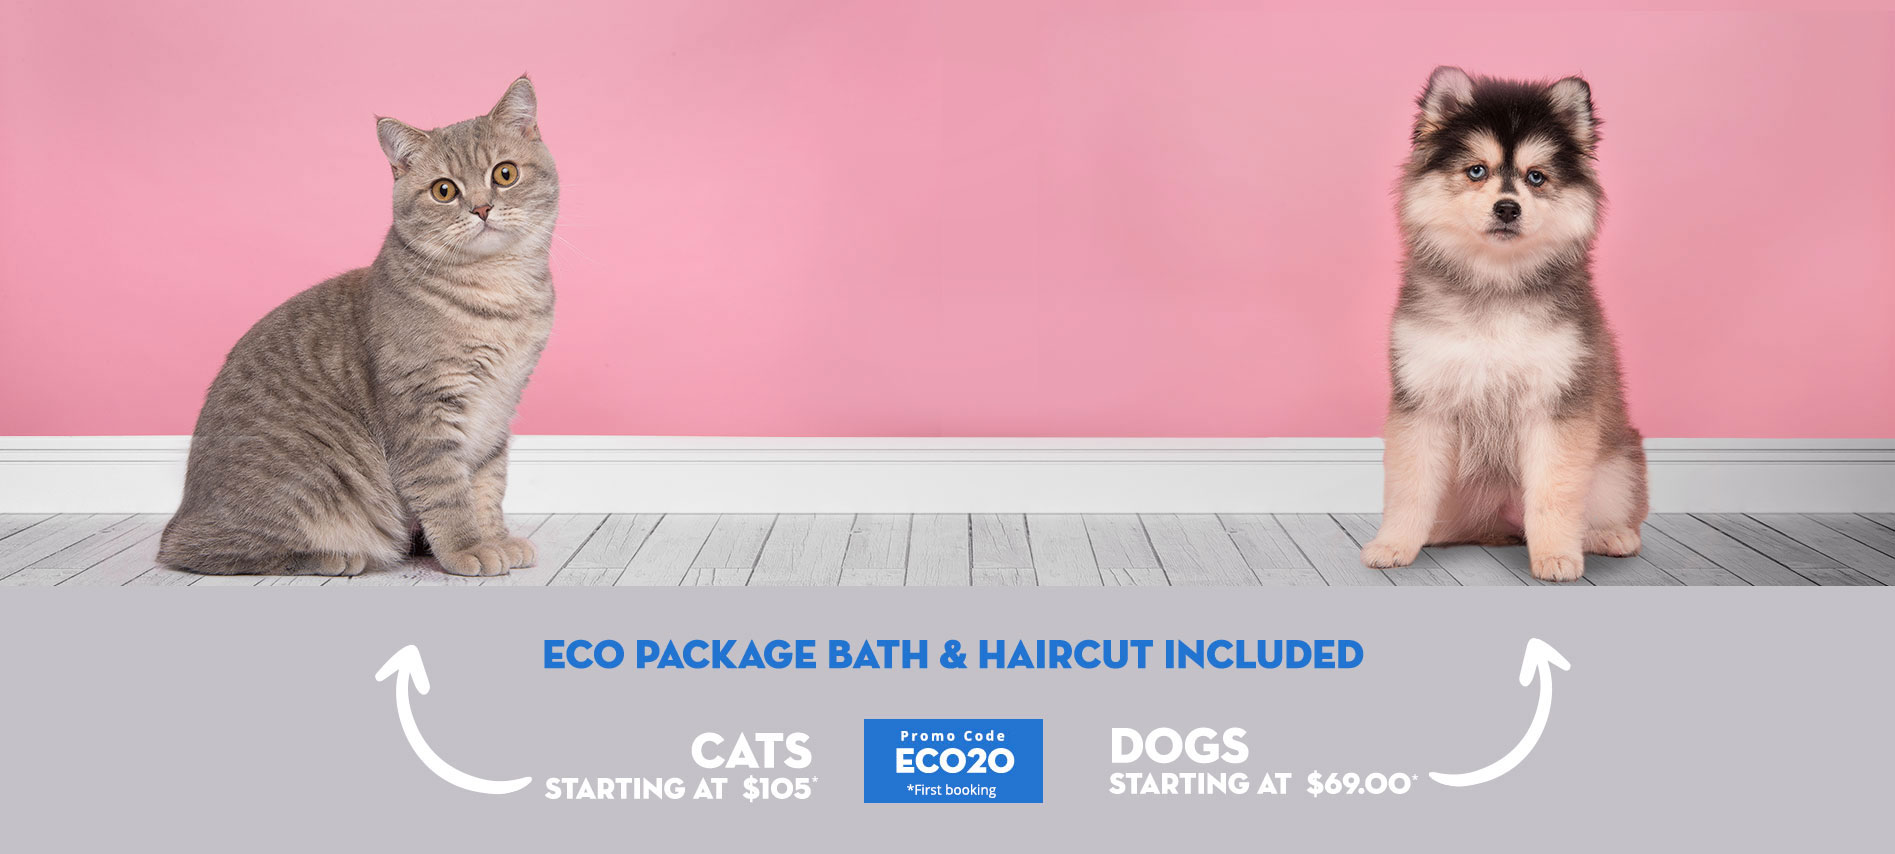 ECO PACKAGE BATH & HAIRCUT INCLUDED
CATS
STARTING AT $105*
Promo Code
ECO20
*First booking
DOGS
STARTING AT $69.00*